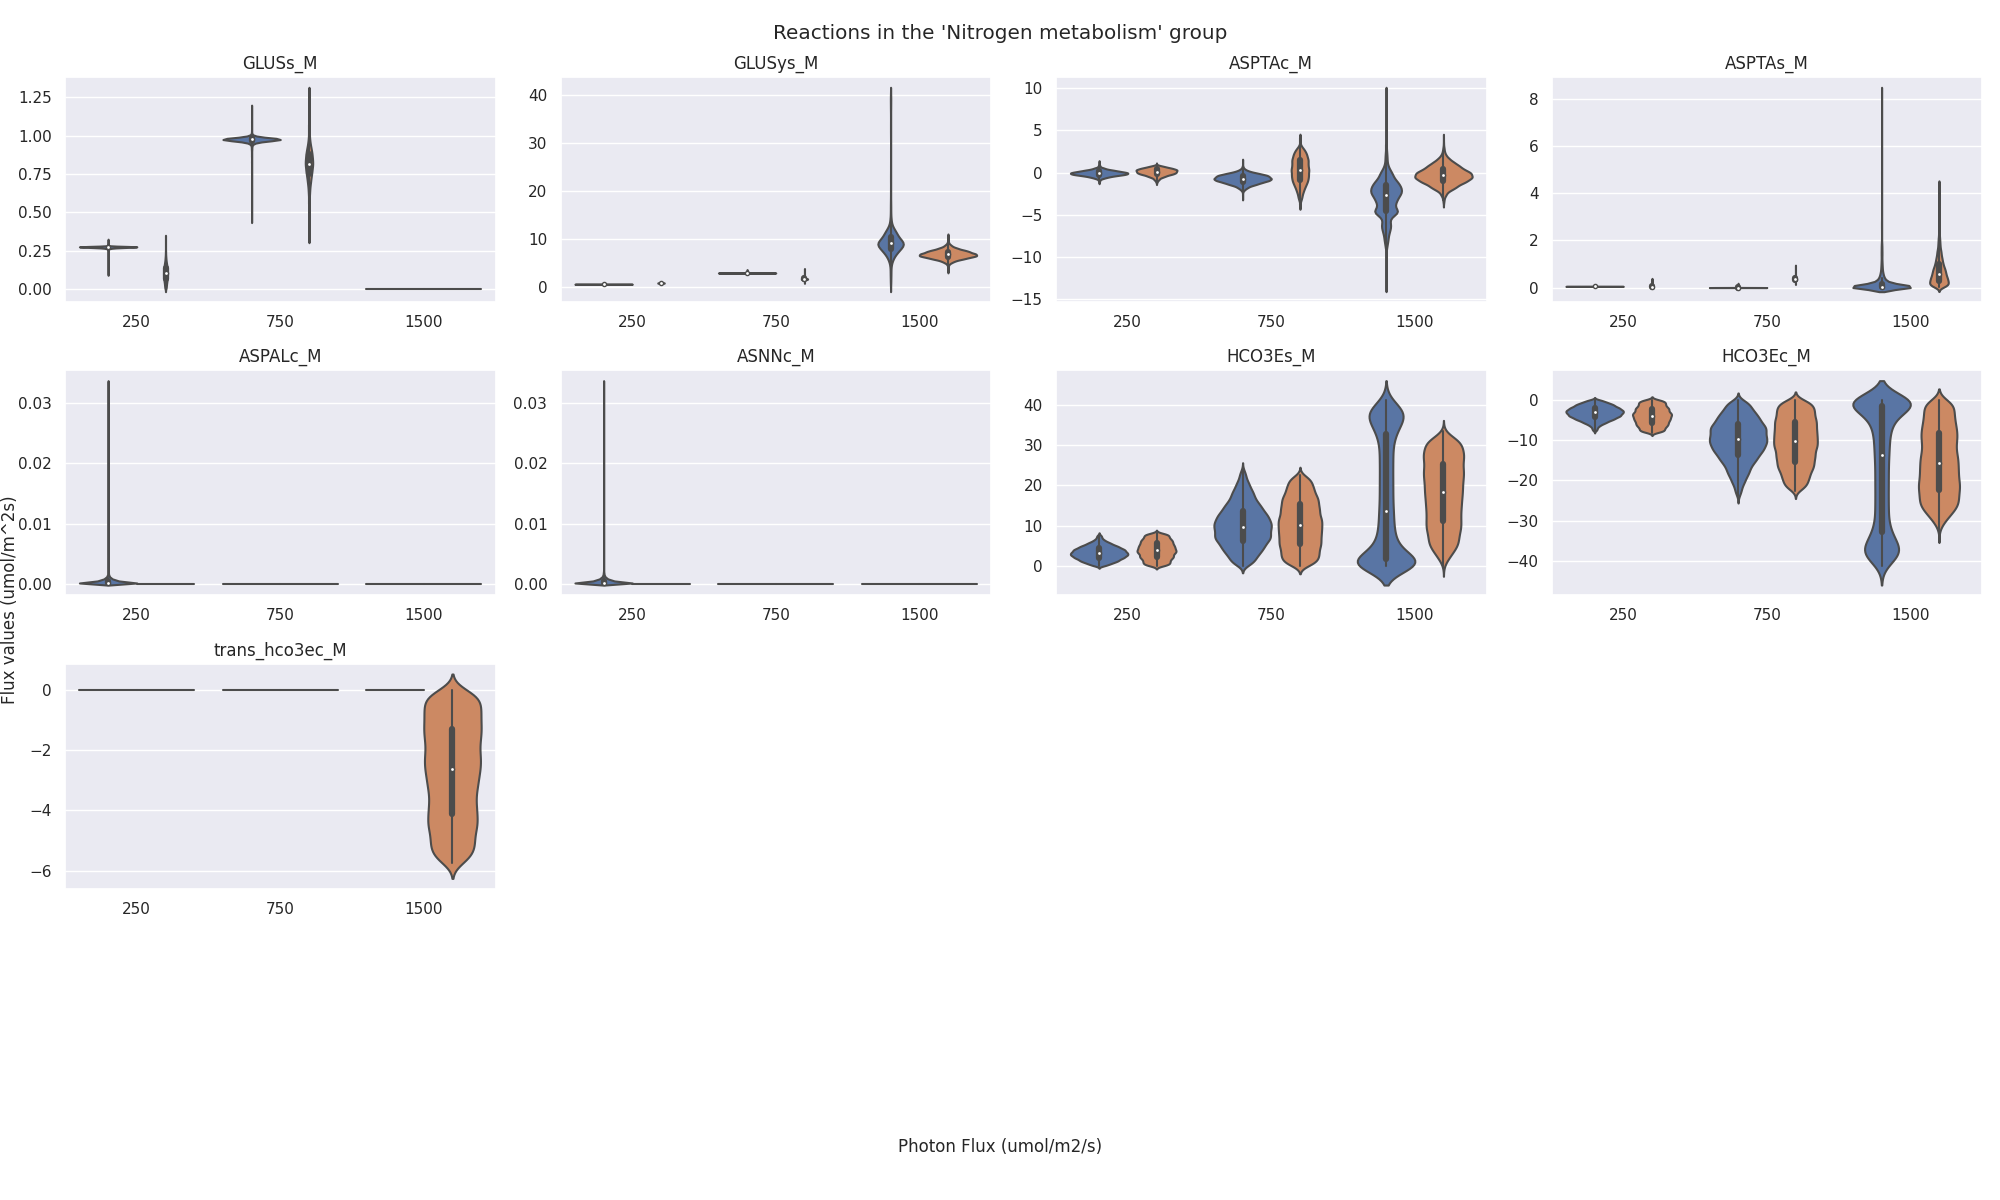 Reactions in the 'Nitrogen metabolism' group
GLUSs_M
1.25
1.00
0.75
0.50
0.25
0.00
250 750 1500
GLUSys_M
40
30
20
10
0
250 750 1500
ASPTAc_M
10
5
0
−5
−10
−15
250 750 1500
ASPTAs_M
8
6
4
2
0
250 750 1500
ASPALc_M
0.03
0.02
0.01
0.00
250 750 1500
ASNNc_M
0.03
0.02
0.01
0.00
250 750 1500
HCO3Es_M
40
30
20
10
0
250 750 1500
HCO3Ec_M
0
−10
−20
−30
−40
250 750 1500
trans_hco3ec_M
0
−2
−4
−6
250 750 1500
Flux values (umol/m^2s)
Photon Flux (umol/m2/s)